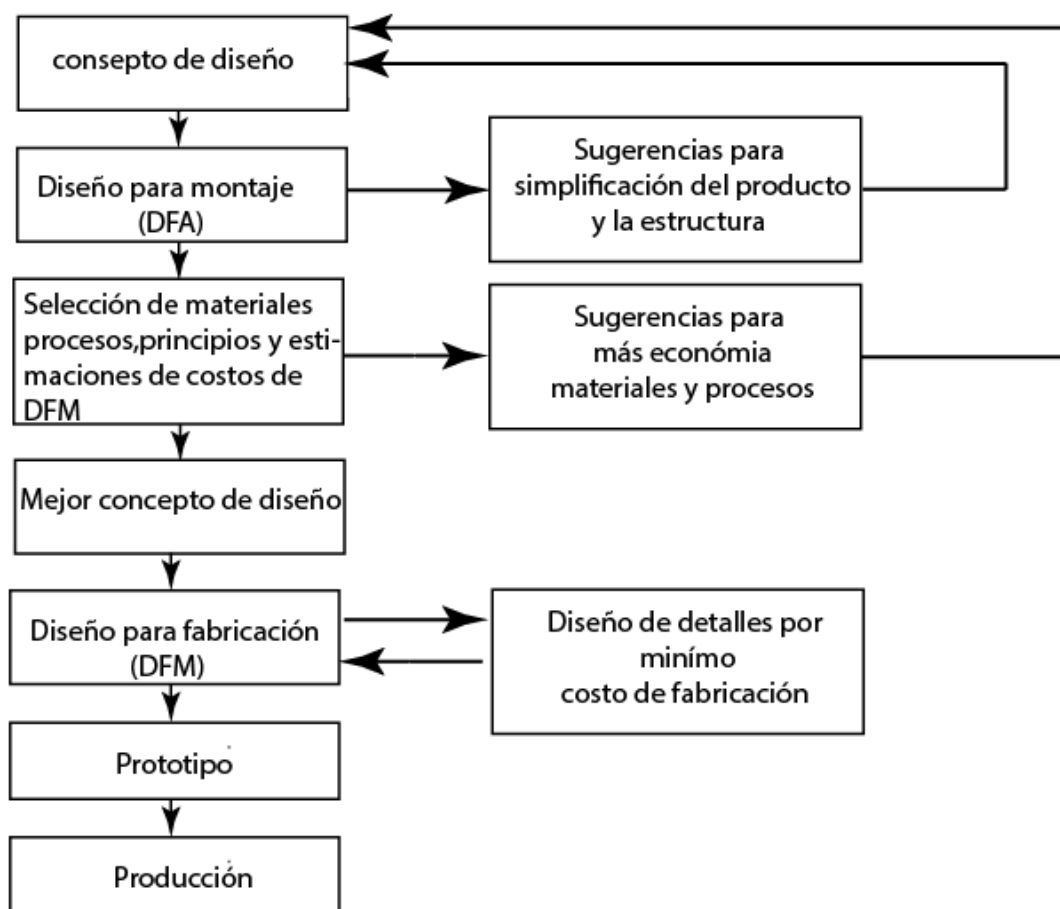 consepto de diseño
Diseño para montaje
(DFA)
Sugerencias para
simplificación del producto
y la estructura
Selección de materiales
procesos,principios y esti-
maciones de costos de
DFM
Sugerencias para
más económia
materiales y procesos
Mejor concepto de diseño
Diseño para fabricación
(DFM)
Diseño de detalles por
minímo
costo de fabricación
Prototipo
Producción